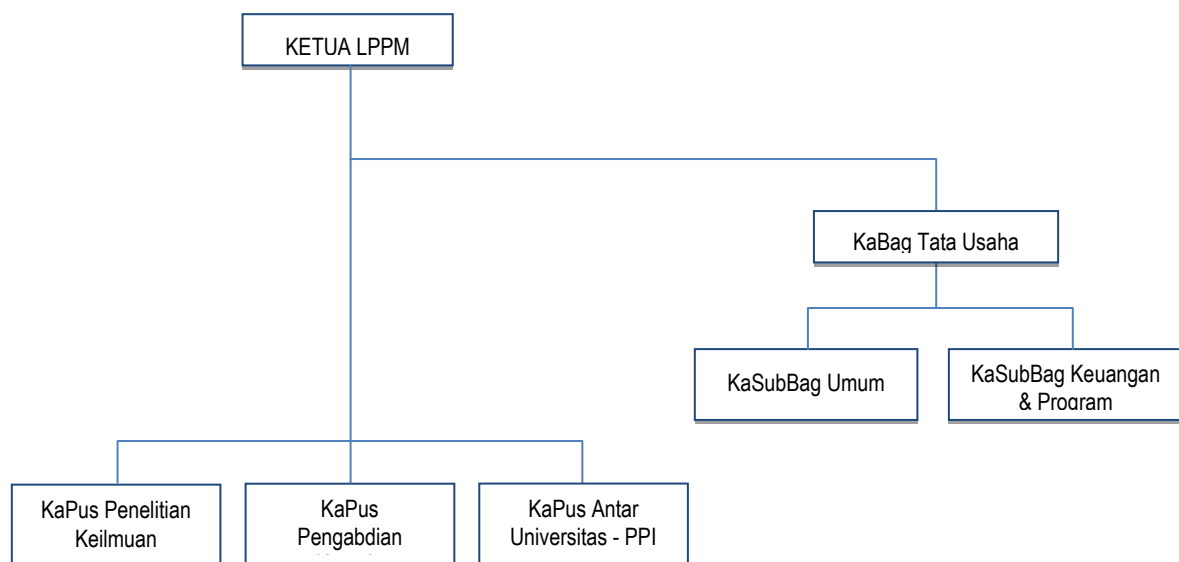 KETUA LPPM
KaBag Tata Usaha
KaSubBag Umum
KaSubBag Keuangan
& Program
KaPus Penelitian
Keilmuan
KaPus
Pengabdian
KaPus Antar
Universitas - PPI